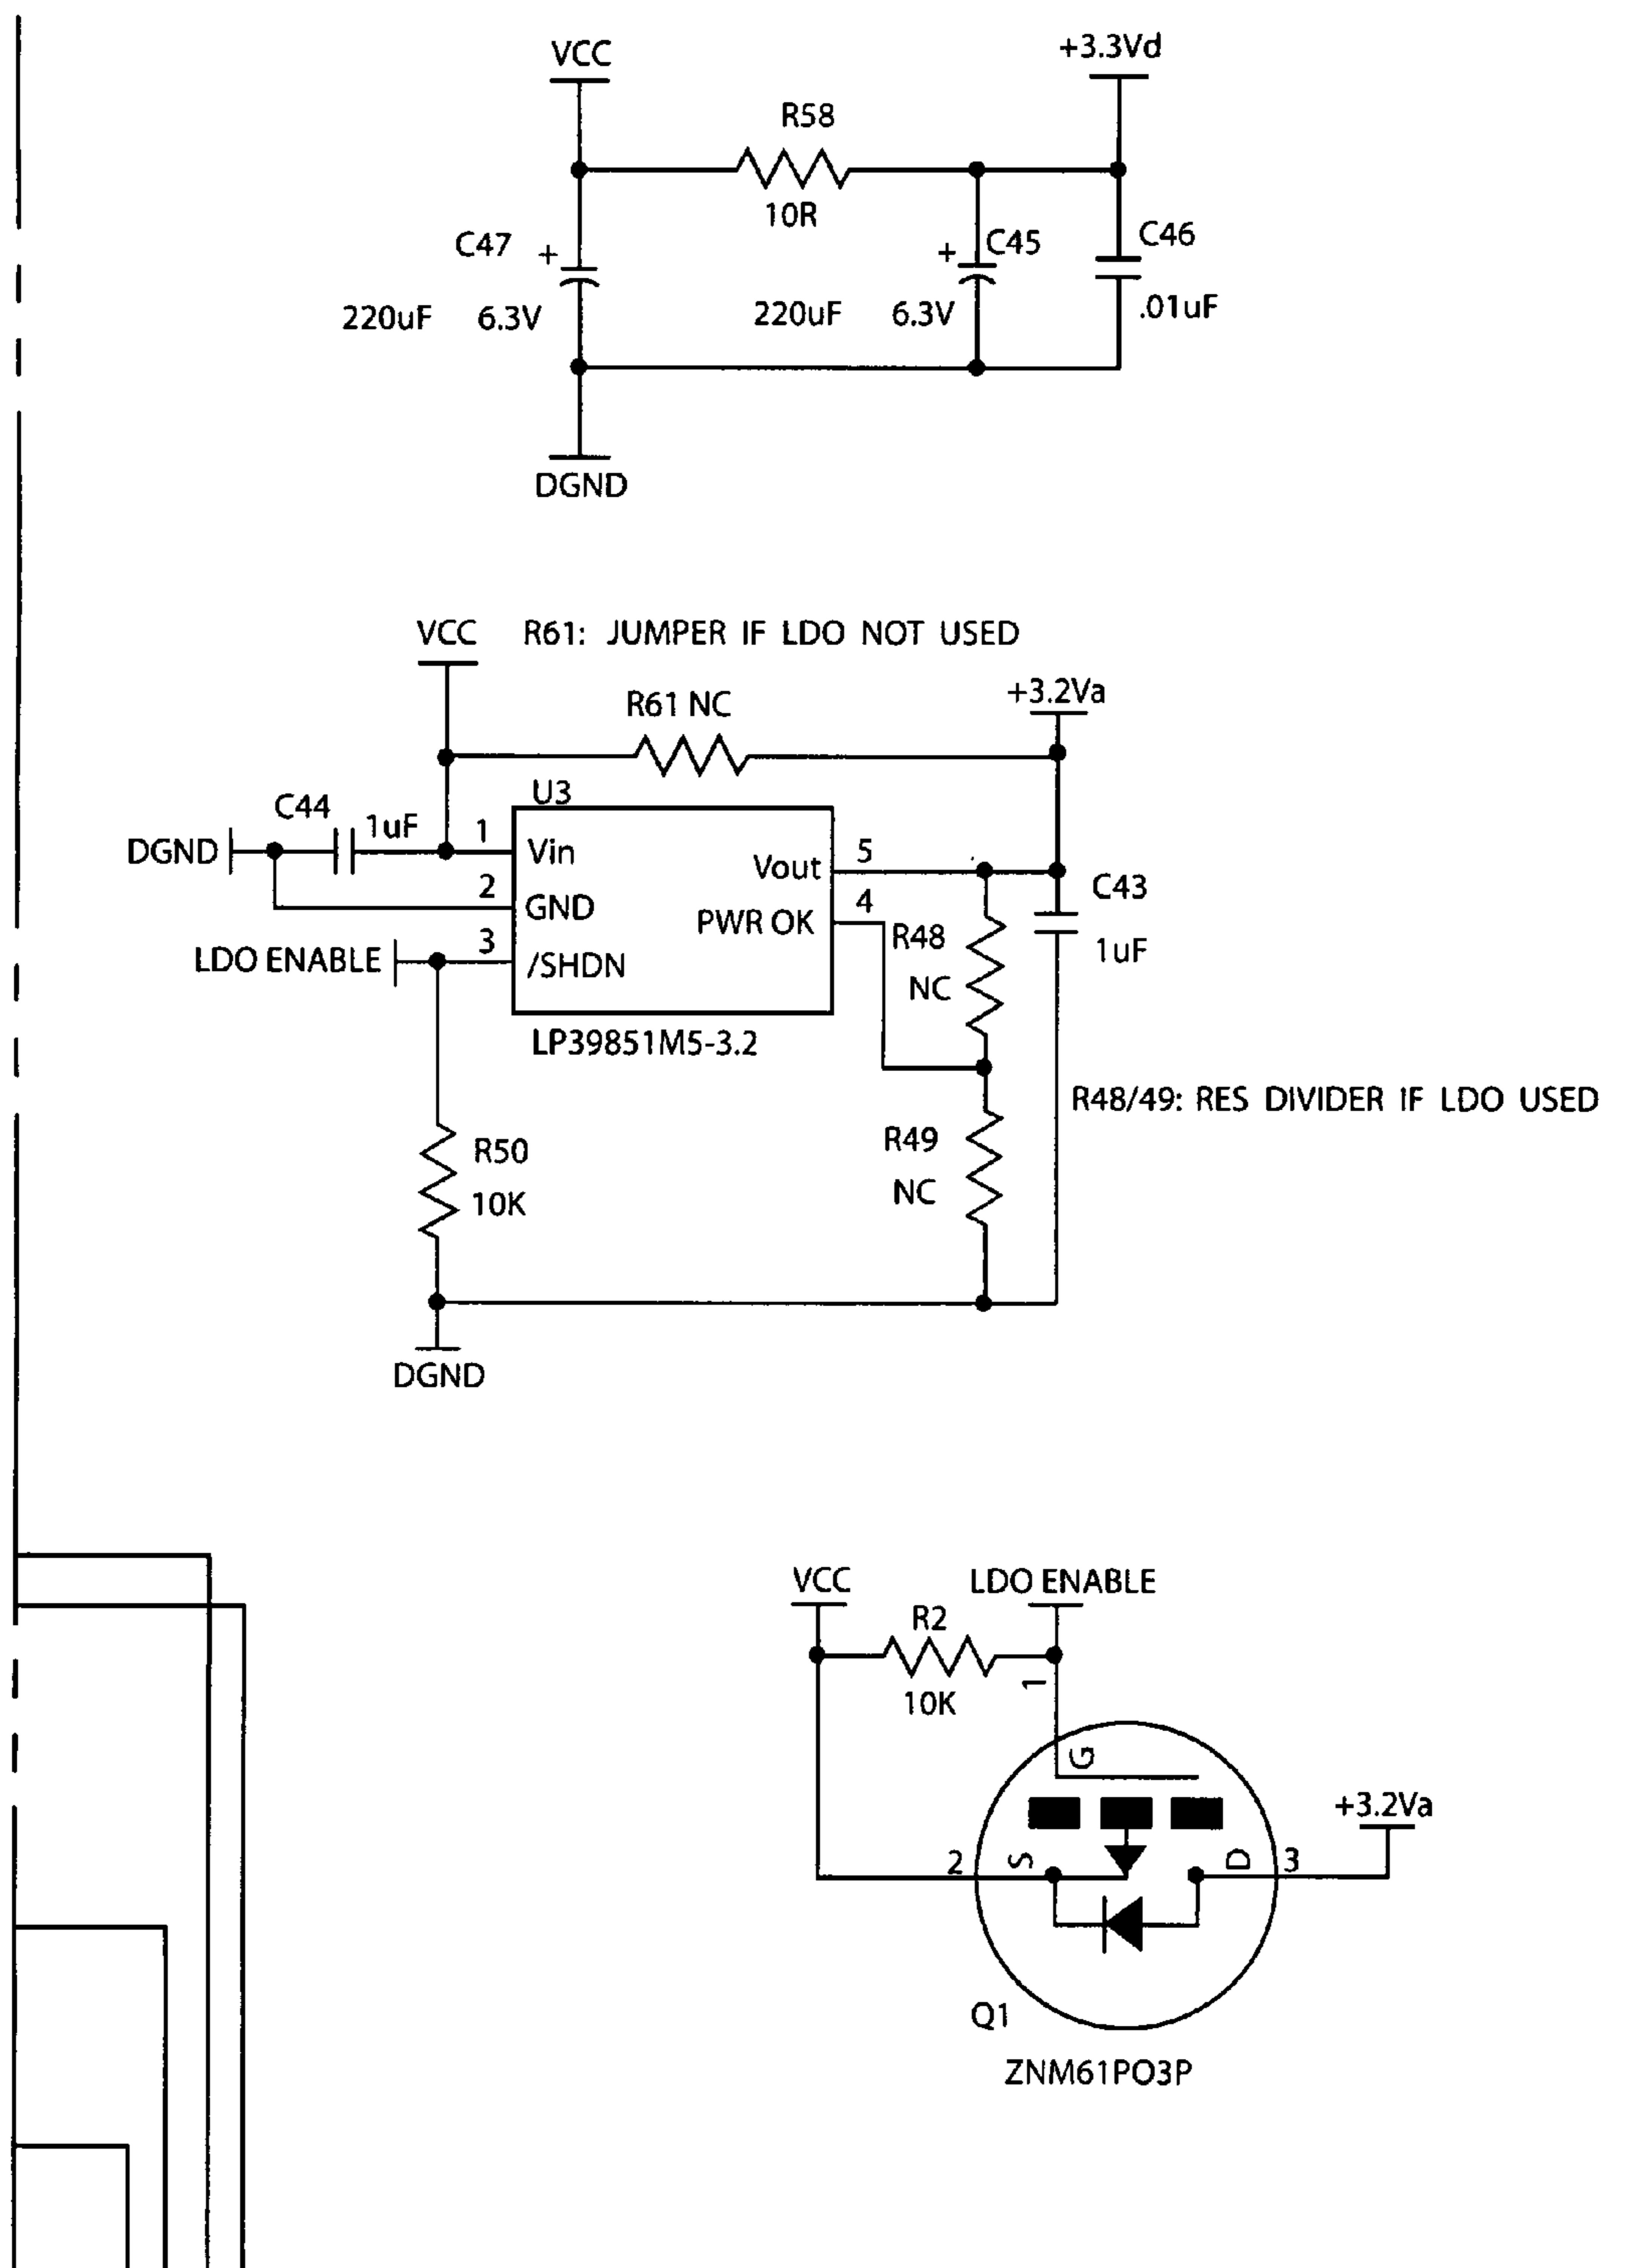 VCC
+3.3Vd
R58
10R
C47
+
220uF 6.3V
+
C45
220uF 6.3V
C46
.01uF
DGND
VCC
R61: JUMPER IF LDO NOT USED
R61 NC
+3.2Va
U3
C44
1uF
DGND
1
Vin
2
GND
LDO ENABLE
3
/SHDN
Vout
5
PWR OK
4
LP39851M5-3.2
R48
NC
C43
1uF
R48/49: RES DIVIDER IF LDO USED
R50
10K
R49
NC
DGND
VCC
LDO ENABLE
R2
10K
1
G
+3.2Va
2
S
D
3
Q1
ZNM61PO3P